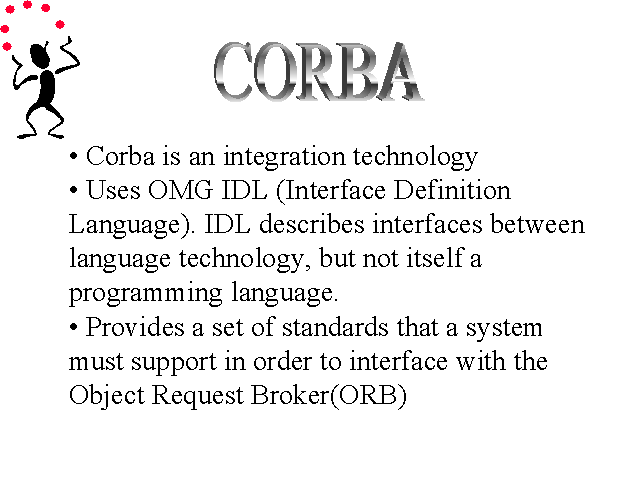 CORBA
• Corba is an integration technology
• Uses OMG IDL (Interface Definition
Language). IDL describes interfaces between
language technology, but not itself a
programming language.
• Provides a set of standards that a system
must support in order to interface with the
Object Request Broker(ORB)